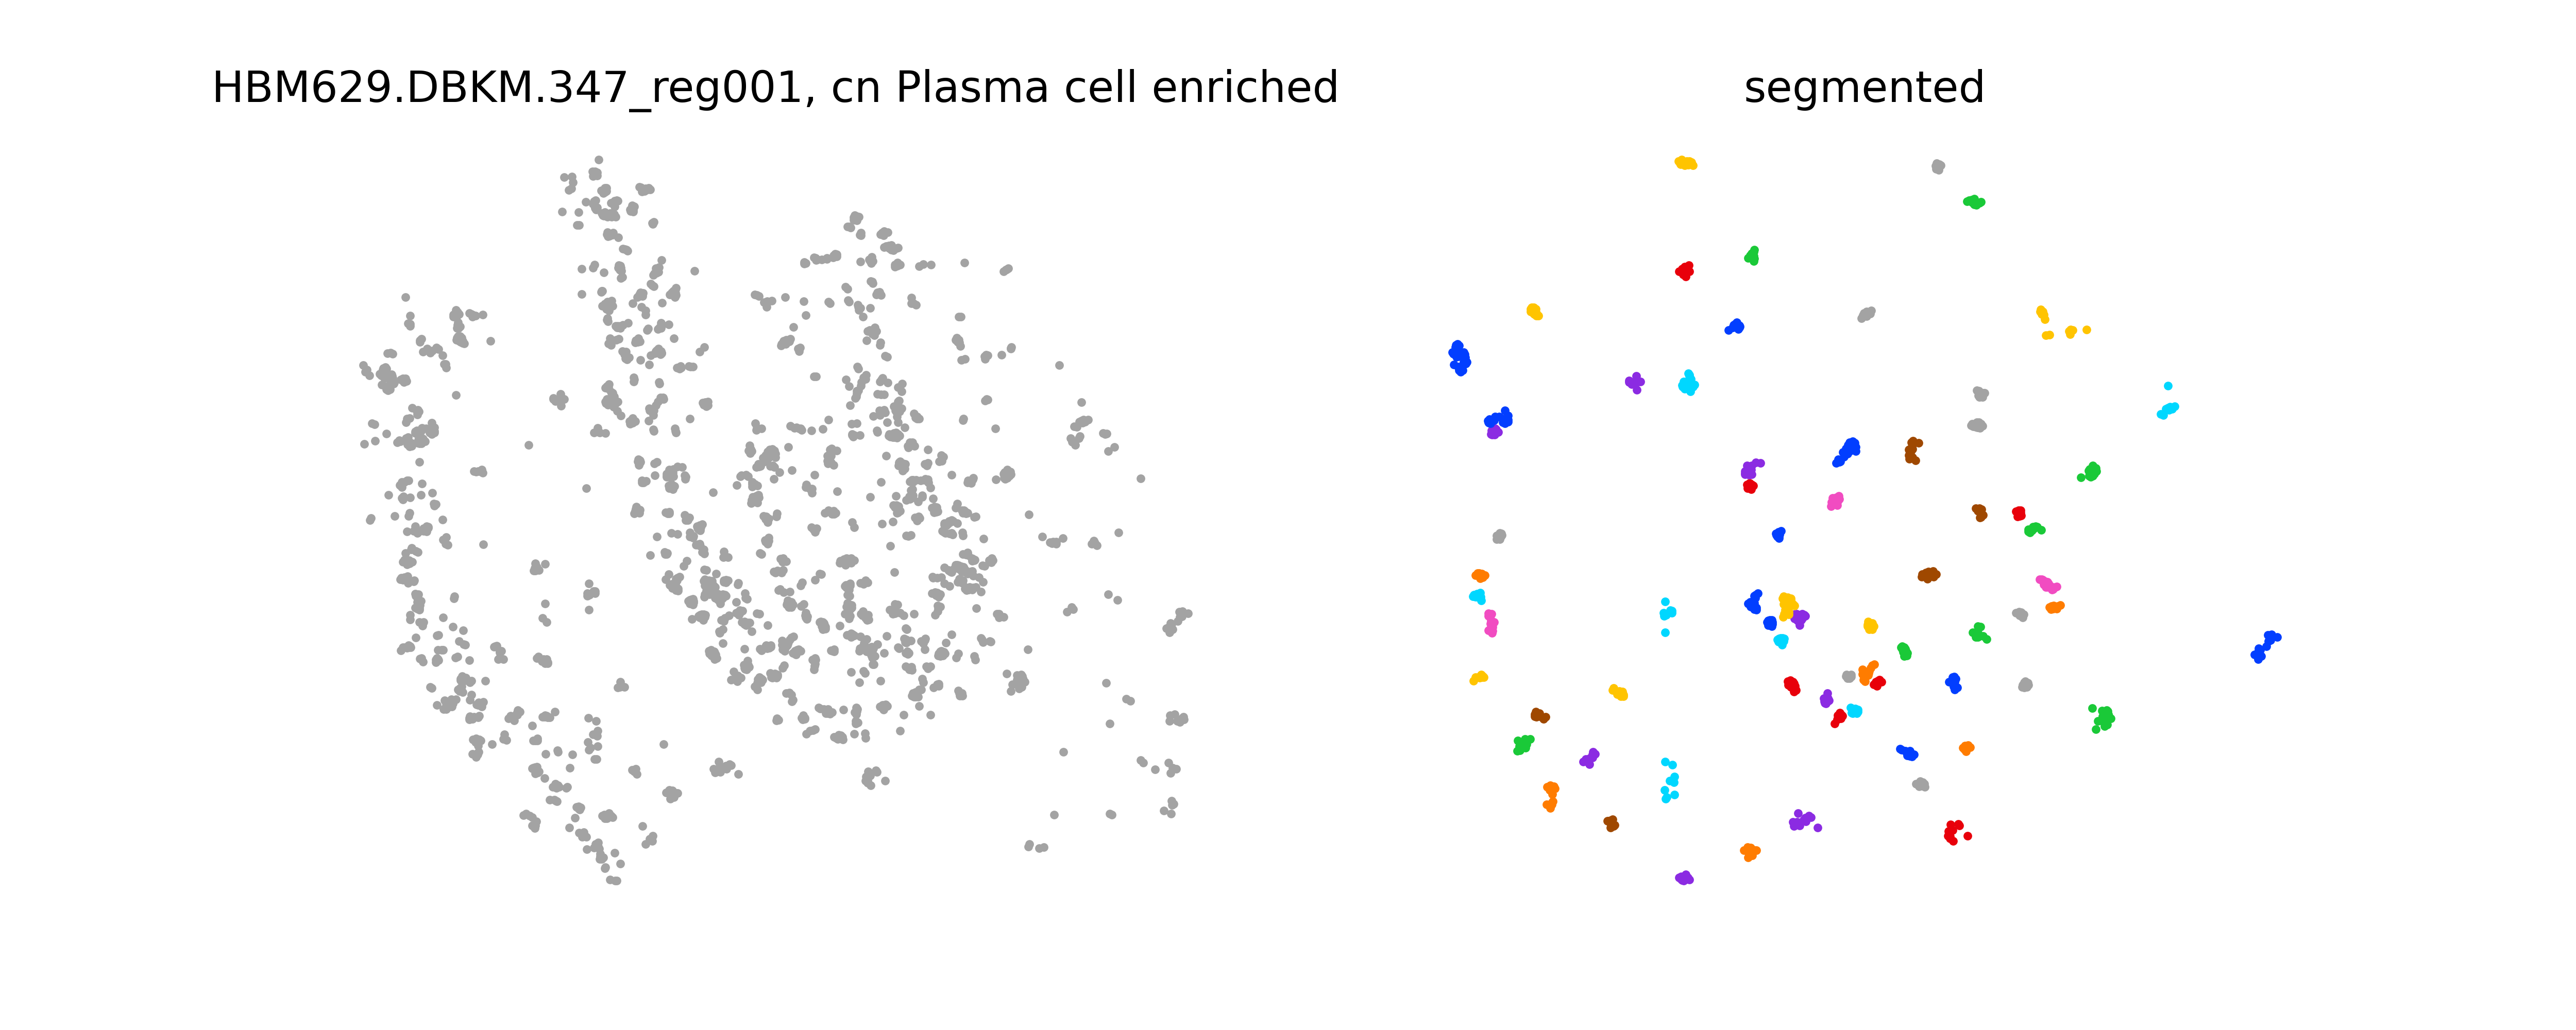 HBM629.DBKM.347_reg001, cn Plasma cell enriched
segmented